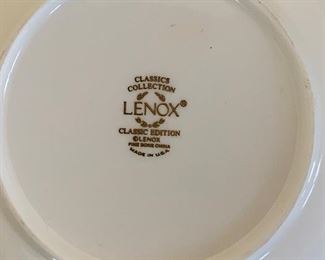 CLASSICS
COLLECTION
LENOX®
CLASSIC EDITION
©LENOX
FINE BONE CHINA
MADE IN U.S.A.